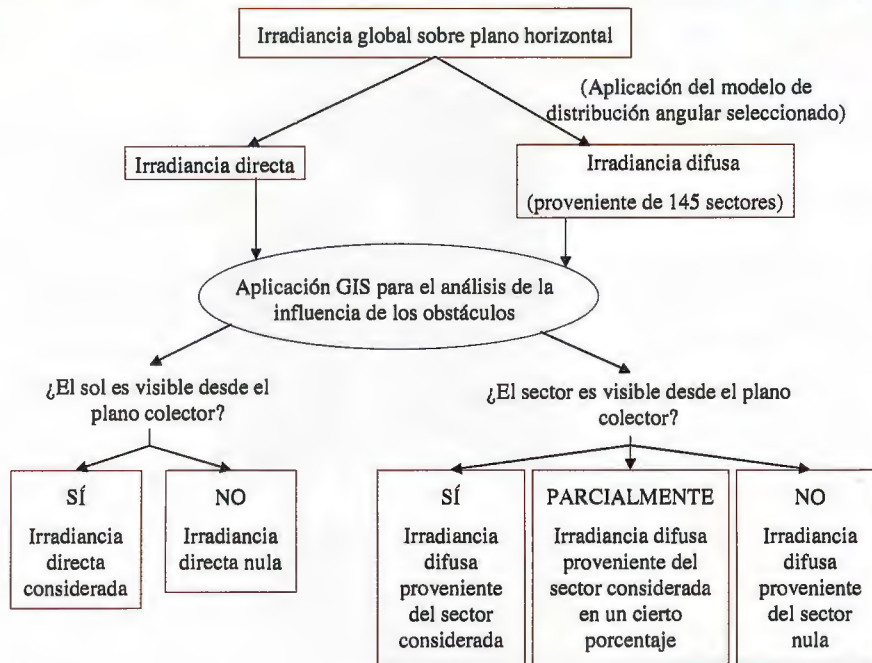 Irradiancia global sobre plano horizontal
(Aplicación del modelo de
distribución angular seleccionado)
Irradiancia directa
Irradiancia difusa
(proveniente de 145 sectores)
Aplicación GIS para el análisis de la
influencia de los obstáculos
¿El sol es visible desde el
plano colector?
¿El sector es visible desde el plano
colector?
SÍ
Irradiancia
directa
considerada
NO
Irradiancia
directa nula
SÍ
Irradiancia
difusa
proveniente
del sector
considerada
PARCIALMENTE
Irradiancia difusa
proveniente del
sector considerada
en un cierto
porcentaje
NO
Irradiancia
difusa
proveniente
del sector
nula